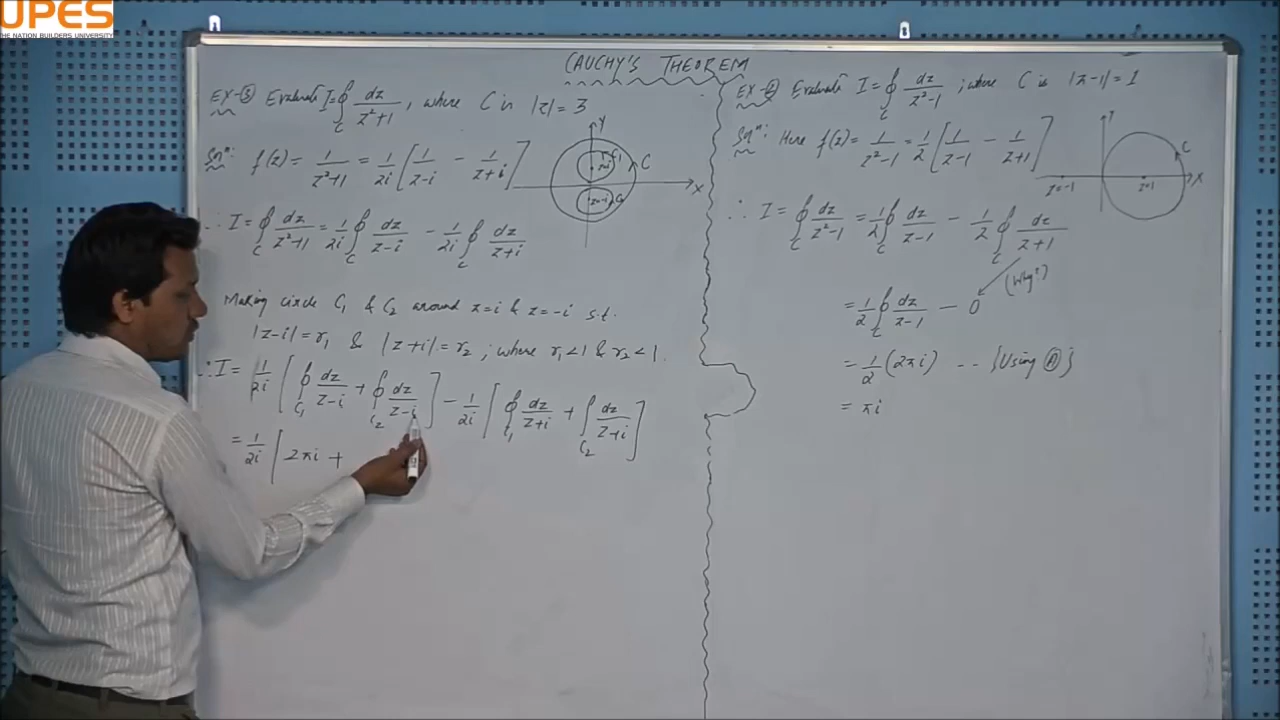 UPES
THE NATION BUILDERS UNIVERSITY
CAUCHY'S THEOREM
EX-③ Evaluate I=∮_C dz/(z²+1), where C is |z|=3
Solⁿ: f(z)= 1/(z²+1) = 1/2i [1/(z-i) - 1/(z+i)]
Y
C1
C
z=i
X
z=-i
C2
∴ I=∮_C dz/(z²+1) = 1/2i ∮_C dz/(z-i) - 1/2i ∮_C dz/(z+i)
Making circle C1 & C2 around z=i & z=-i s.t.
|z-i|=r1 & |z+i|=r2; where r1<1 & r2<1.
∴ I= 1/2i [∮_C1 dz/(z-i) + ∮_C2 dz/(z-i)] - 1/2i [∮_C1 dz/(z+i) + ∫_C2 dz/(z+i)]
= 1/2i [2πi +
Evaluate I=∮_C dz/(z²-1); where C is |z-1|=1
Solⁿ: Here f(z)= 1/(z²-1) = 1/2 [1/(z-1) - 1/(z+1)]
Y
C
X
z=-1
z=1
∴ I=∮_C dz/(z²-1) = 1/2 ∮_C dz/(z-1) - 1/2 ∮_C dz/(z+1)
(Why?)
= 1/2 ∮_C dz/(z-1) - 0
= 1/2 (2πi) -- {Using Ⓐ}
= πi